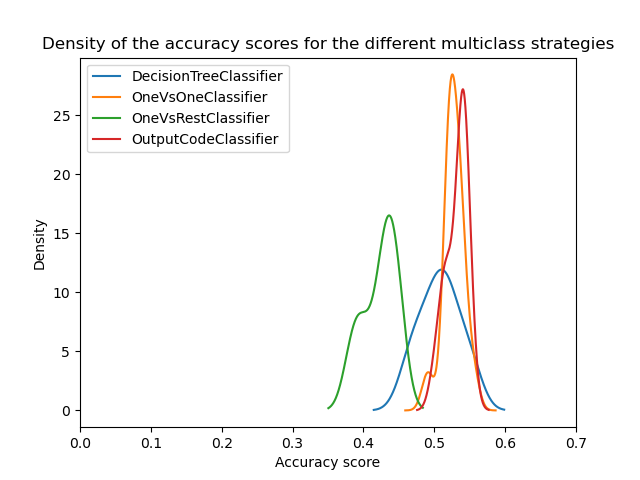 Density of the accuracy scores for the different multiclass strategies
DecisionTreeClassifier
OneVsOneClassifier
OneVsRestClassifier
OutputCodeClassifier
25
20
15
10
5
0
Density
0.0 0.1 0.2 0.3 0.4 0.5 0.6 0.7
Accuracy score